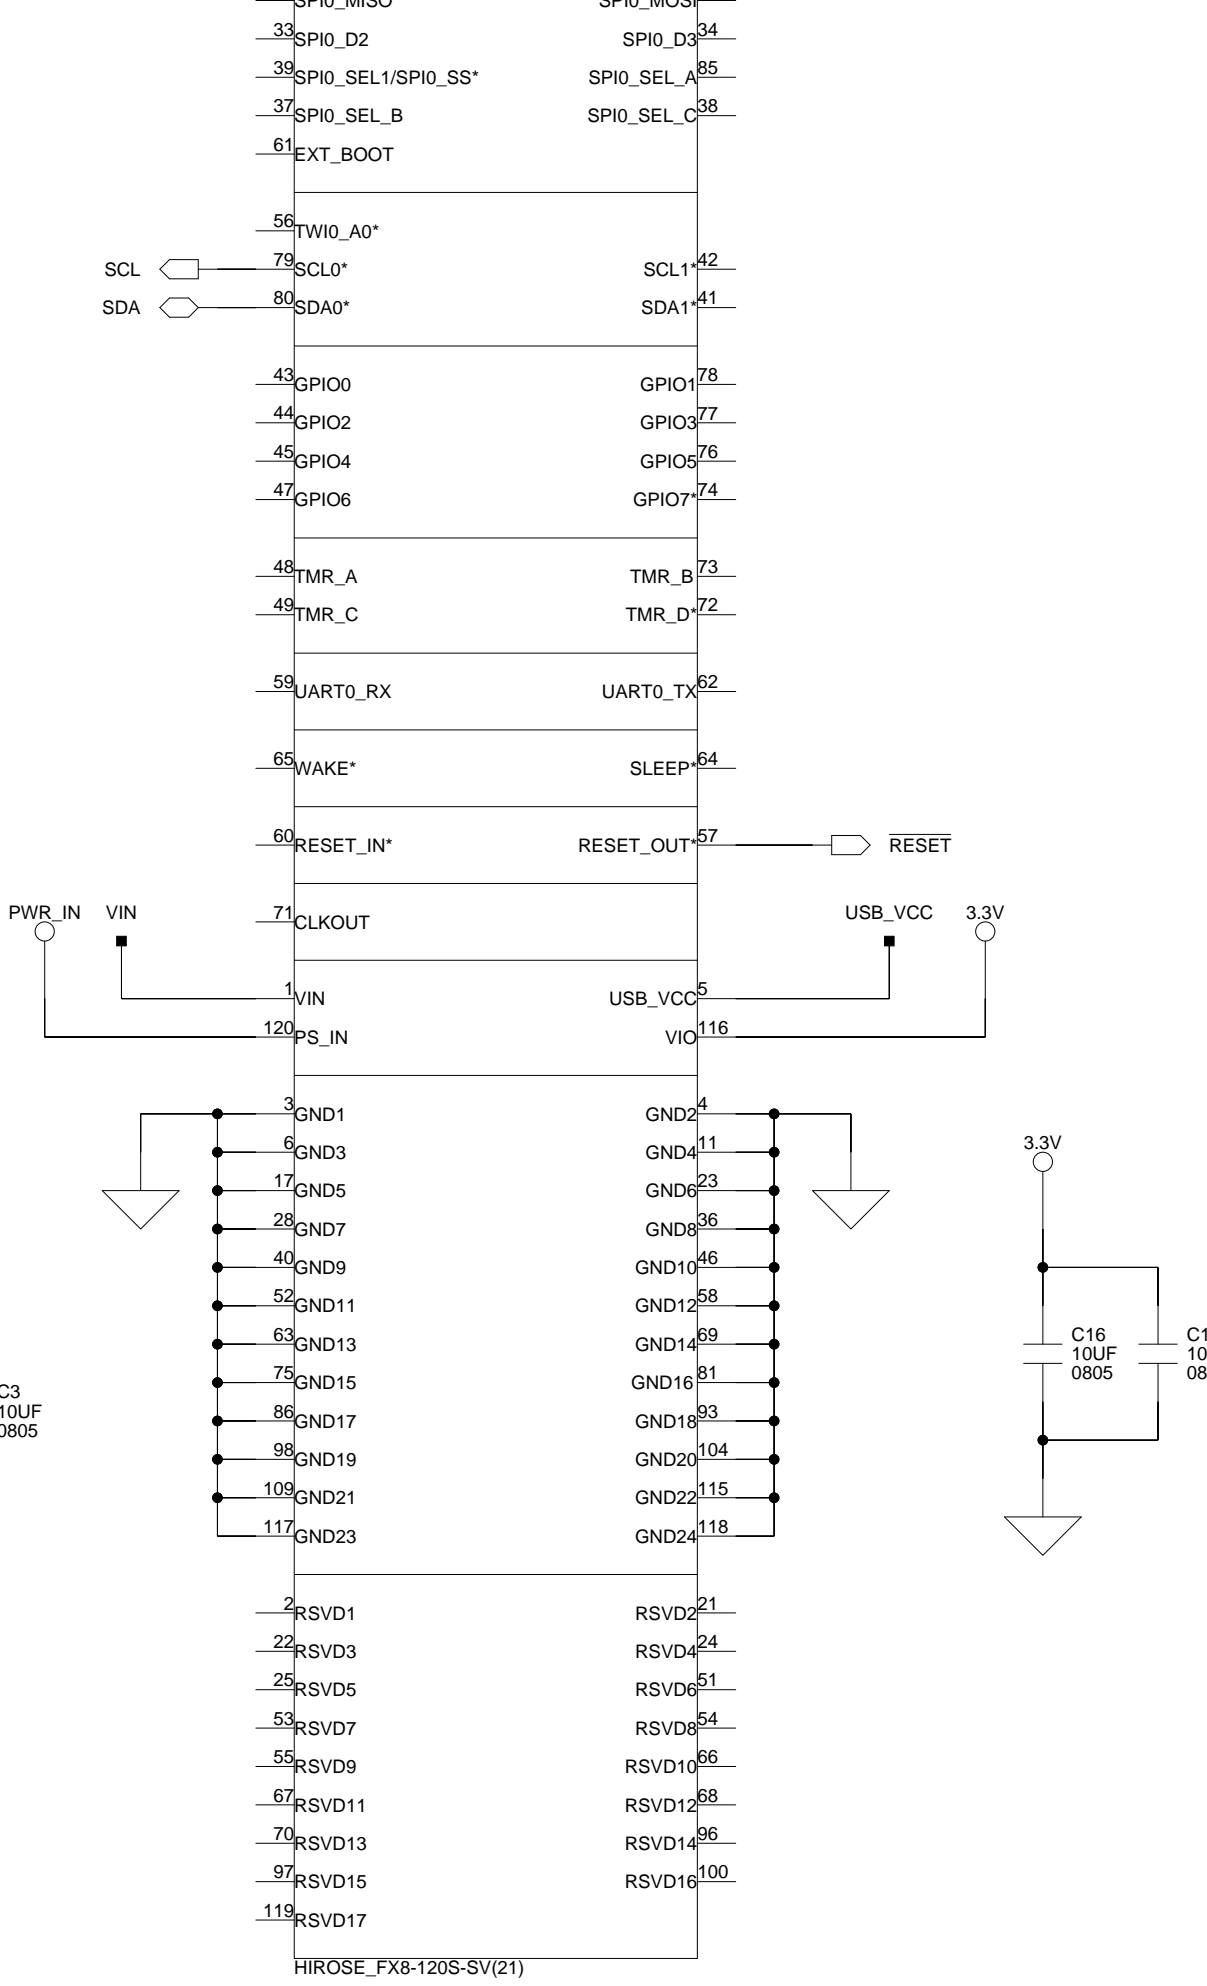 SPI0_MISO SPI0_MOSI
33 SPI0_D2 SPI0_D3 34
39 SPI0_SEL1/SPI0_SS* SPI0_SEL_A 85
37 SPI0_SEL_B SPI0_SEL_C 38
61 EXT_BOOT
56 TWI0_A0*
SCL 79 SCL0* SCL1* 42
SDA 80 SDA0* SDA1* 41
43 GPIO0 GPIO1 78
44 GPIO2 GPIO3 77
45 GPIO4 GPIO5 76
47 GPIO6 GPIO7* 74
48 TMR_A TMR_B 73
49 TMR_C TMR_D* 72
59 UART0_RX UART0_TX 62
65 WAKE* SLEEP* 64
60 RESET_IN* RESET_OUT* 57 RESET
PWR_IN VIN 71 CLKOUT USB_VCC 3.3V
1 VIN USB_VCC 5
120 PS_IN VIO 116
3 GND1 GND2 4
6 GND3 GND4 11
17 GND5 GND6 23
28 GND7 GND8 36
40 GND9 GND10 46
52 GND11 GND12 58
63 GND13 GND14 69
75 GND15 GND16 81
86 GND17 GND18 93
98 GND19 GND20 104
109 GND21 GND22 115
117 GND23 GND24 118
3.3V
C16
10UF
0805
C1
10
08
C3
10UF
0805
2 RSVD1 RSVD2 21
22 RSVD3 RSVD4 24
25 RSVD5 RSVD6 51
53 RSVD7 RSVD8 54
55 RSVD9 RSVD10 66
67 RSVD11 RSVD12 68
70 RSVD13 RSVD14 96
97 RSVD15 RSVD16 100
119 RSVD17
HIROSE_FX8-120S-SV(21)